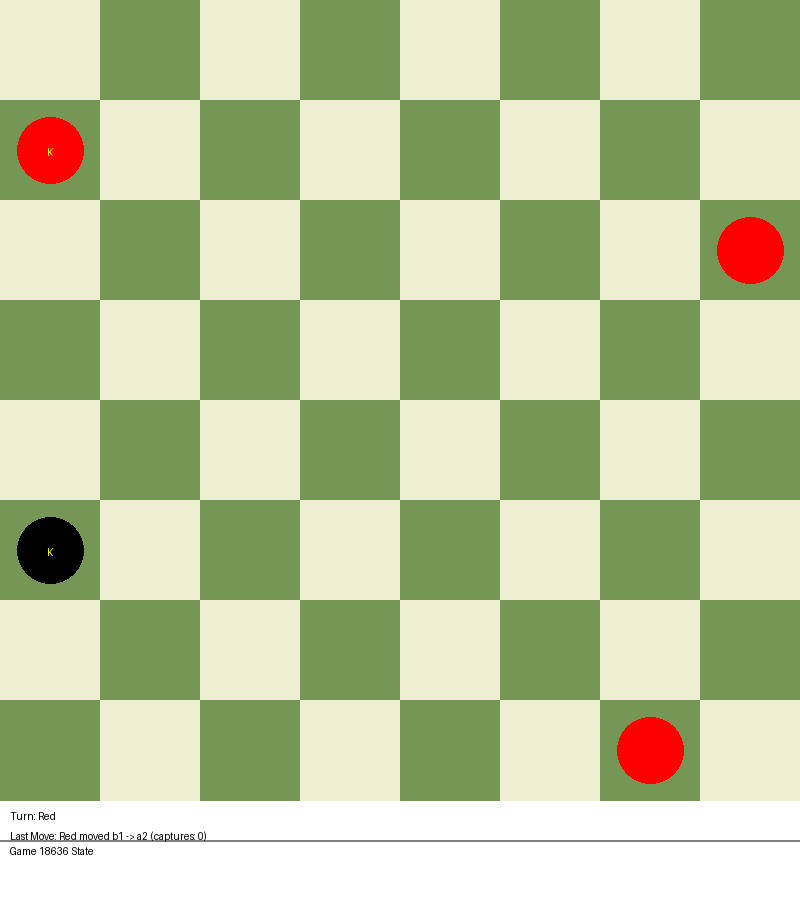 K
K
Turn: Red
Last Move: Red moved b1 -> a2 (captures: 0)
Game 18636 State